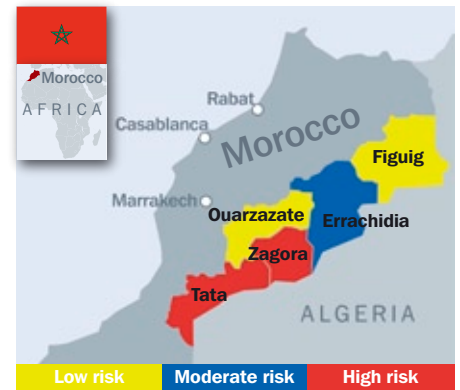 Morocco
AFRICA
Rabat
Casablanca
Morocco
Figuig
Marrakech
Ouarzazate
Errachidia
Zagora
Tata
ALGERIA
Low risk
Moderate risk
High risk